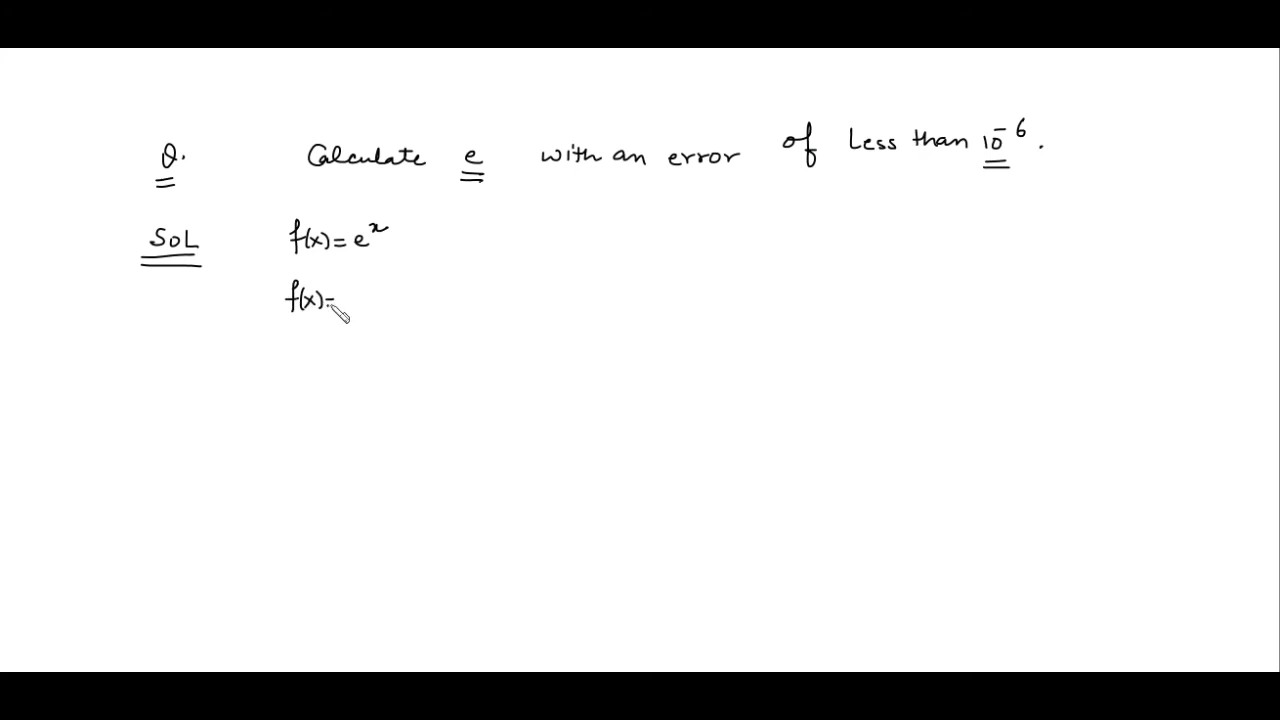 Q. Calculate e with an error of less than 10⁻⁶.
SOL f(x) = eˣ
f(x)=